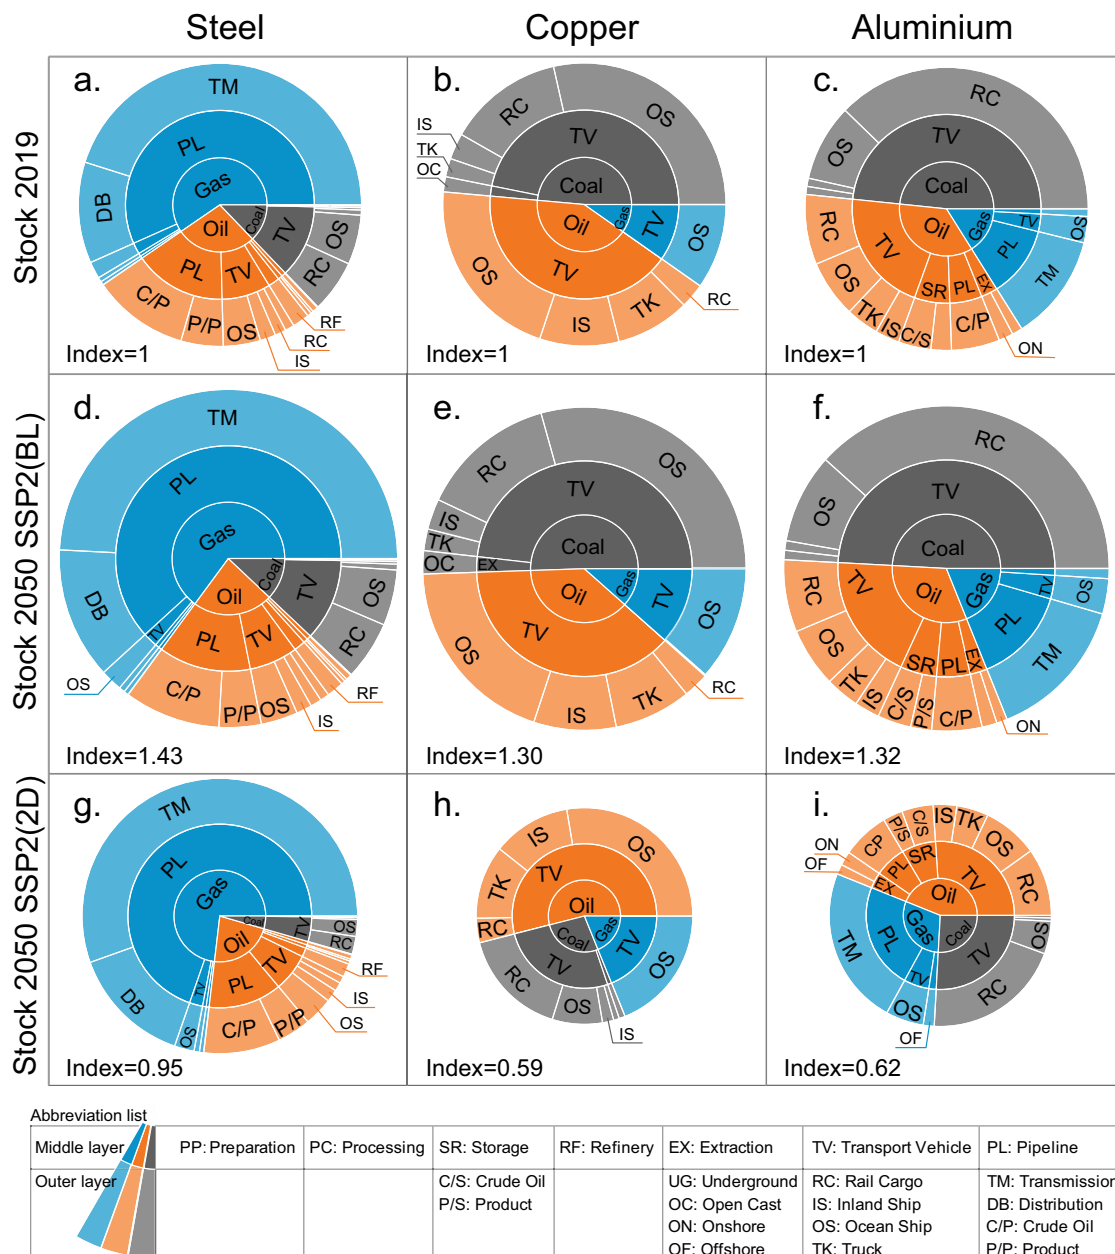 Steel
Copper
Aluminium
Stock 2019
a.
TM
PL
Gas
DB
Oil
Coal
TV
OS
RC
PL
TV
C/P
P/P
OS
RF
RC
IS
Index=1
b.
RC
OS
IS
TK
OC
TV
Coal
Oil
Gas
TV
OS
TV
OS
IS
TK
RC
Index=1
c.
RC
OS
TV
Coal
Oil
Gas
TV
OS
RC
TV
PL
TM
OS
SR
PL
EX
TK
IS
C/S
C/P
ON
Index=1
Stock 2050 SSP2(BL)
d.
TM
PL
Gas
DB
Coal
TV
OS
Oil
TV
PL
TV
RC
OS
C/P
P/P
OS
IS
RF
Index=1.43
e.
RC
OS
TV
IS
TK
OC
EX
Coal
Oil
Gas
TV
OS
TV
OS
IS
TK
RC
Index=1.30
f.
RC
OS
TV
Coal
Oil
Gas
TV
OS
TV
RC
PL
TM
OS
SR
PL
EX
TK
IS
C/S
P/S
C/P
ON
Index=1.32
Stock 2050 SSP2(2D)
g.
TM
PL
Gas
Coal
TV
OS
RC
Oil
TV
PL
TV
DB
OS
C/P
P/P
RF
IS
OS
Index=0.95
h.
IS
OS
TK
TV
Oil
RC
Coal
Gas
TV
TV
OS
RC
OS
IS
Index=0.59
i.
P/S
C/S
IS
TK
OS
CP
ON
OF
SR
PL
EX
TV
RC
Oil
Gas
Coal
PL
TV
TV
OS
TM
RC
OS
OF
Index=0.62
Abbreviation list
Middle layer
PP: Preparation
PC: Processing
SR: Storage
RF: Refinery
EX: Extraction
TV: Transport Vehicle
PL: Pipeline
Outer layer
C/S: Crude Oil
P/S: Product
UG: Underground
OC: Open Cast
ON: Onshore
OF: Offshore
RC: Rail Cargo
IS: Inland Ship
OS: Ocean Ship
TK: Truck
TM: Transmission
DB: Distribution
C/P: Crude Oil
P/P: Product